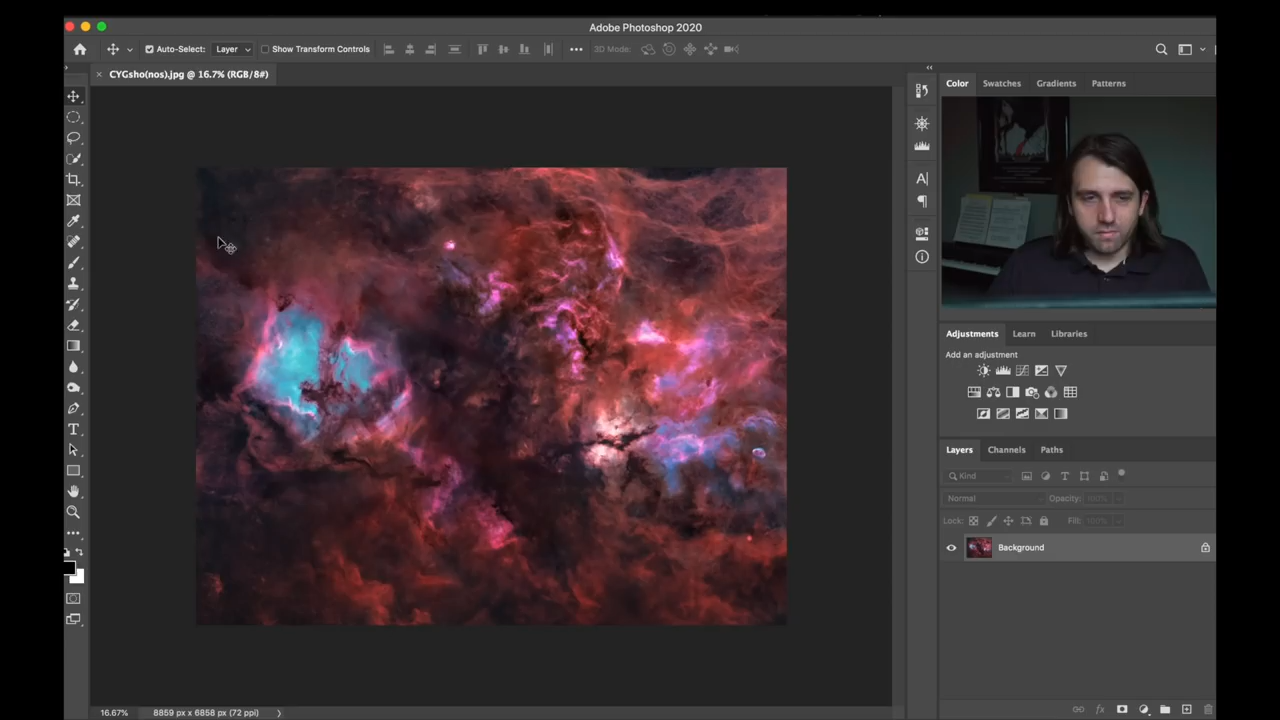 Adobe Photoshop 2020
Auto-Select: Layer Show Transform Controls 3D Mode:
CYGsho(nos).jpg @ 16.7% (RGB/8#)
Color Swatches Gradients Patterns
Adjustments Learn Libraries
Add an adjustment
Layers Channels Paths
Kind
Normal Opacity: 100%
Lock: Fill: 100%
Background
16.67% 8859 px x 6858 px (72 ppi)